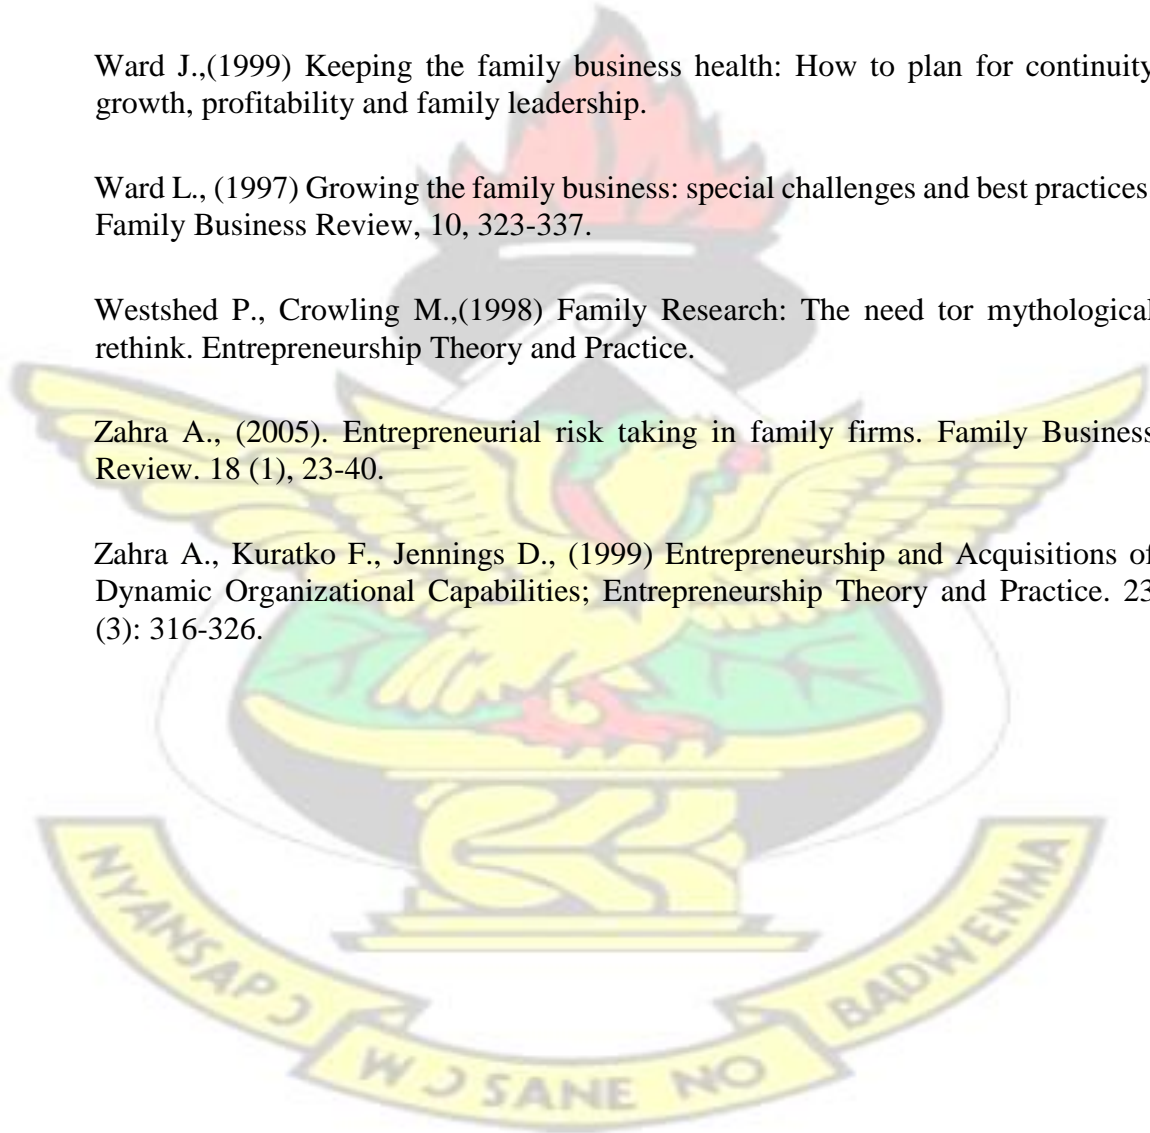 Ward J.,(1999) Keeping the family business health: How to plan for continuity
growth, profitability and family leadership.
Ward L., (1997) Growing the family business: special challenges and best practices
Family Business Review, 10, 323-337.
Westshed P., Crowling M.,(1998) Family Research: The need tor mythological
rethink. Entrepreneurship Theory and Practice.
Zahra A., (2005). Entrepreneurial risk taking in family firms. Family Business
Review. 18 (1), 23-40.
Zahra A., Kuratko F., Jennings D., (1999) Entrepreneurship and Acquisitions of
Dynamic Organizational Capabilities; Entrepreneurship Theory and Practice. 23
(3): 316-326.
NYANSAPƆ
WƆSANE NO
BADWENMA